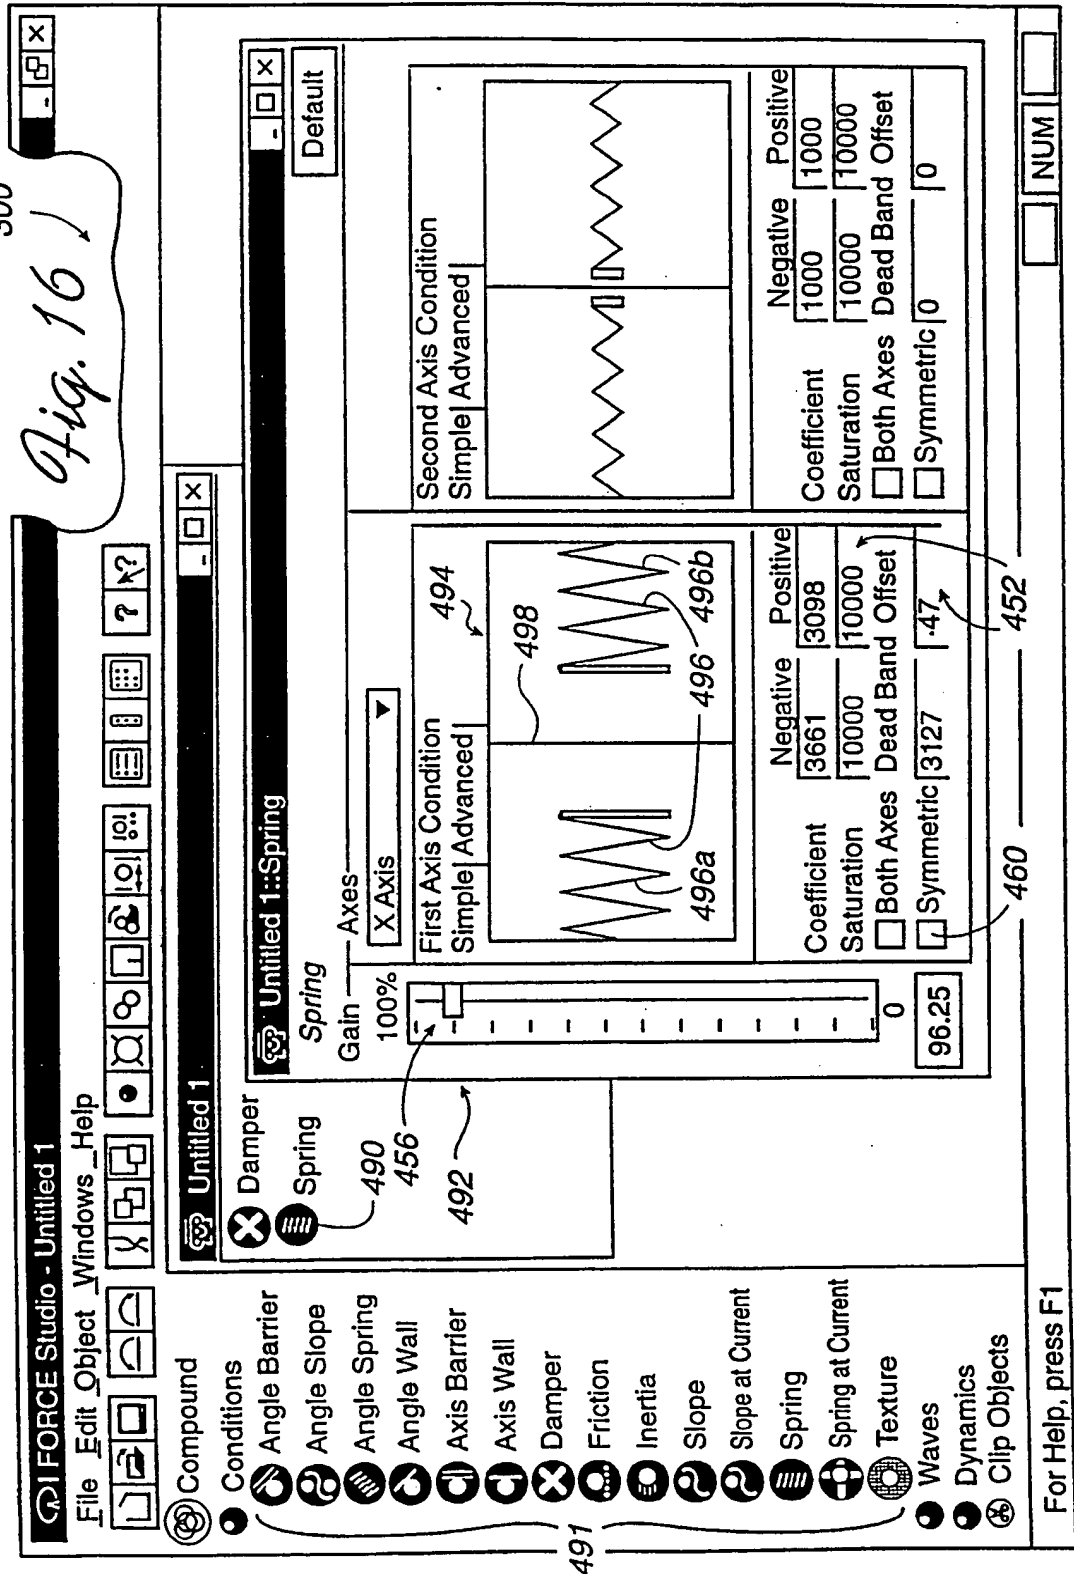 Fig. 16
I FORCE Studio - Untitled 1
File Edit Object Windows Help
Compound
Conditions
Angle Barrier
Angle Slope
Angle Spring
Angle Wall
Axis Barrier
Axis Wall
Damper
Friction
Inertia
Slope
Slope at Current
Spring
Spring at Current
Texture
Waves
Dynamics
Clip Objects
491
Untitled 1
Damper
Spring
490
456
492
Untitled 1::Spring
Spring
Default
Gain
Axes
100%
X Axis
0
96.25
First Axis Condition
Simple Advanced
494
498
496a
496
496b
Negative Positive
Coefficient 3661 3098
Saturation 10000 10000
Both Axes Dead Band Offset
Symmetric 3127 -47
460
452
Second Axis Condition
Simple Advanced
Negative Positive
Coefficient 1000 1000
Saturation 10000 10000
Both Axes Dead Band Offset
Symmetric 0 0
For Help, press F1
NUM